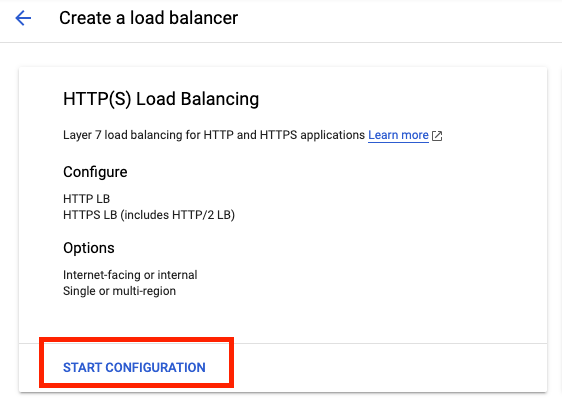 Create a load balancer
HTTP(S) Load Balancing
Layer 7 load balancing for HTTP and HTTPS applications Learn more
Configure
HTTP LB
HTTPS LB (includes HTTP/2 LB)
Options
Internet-facing or internal
Single or multi-region
START CONFIGURATION